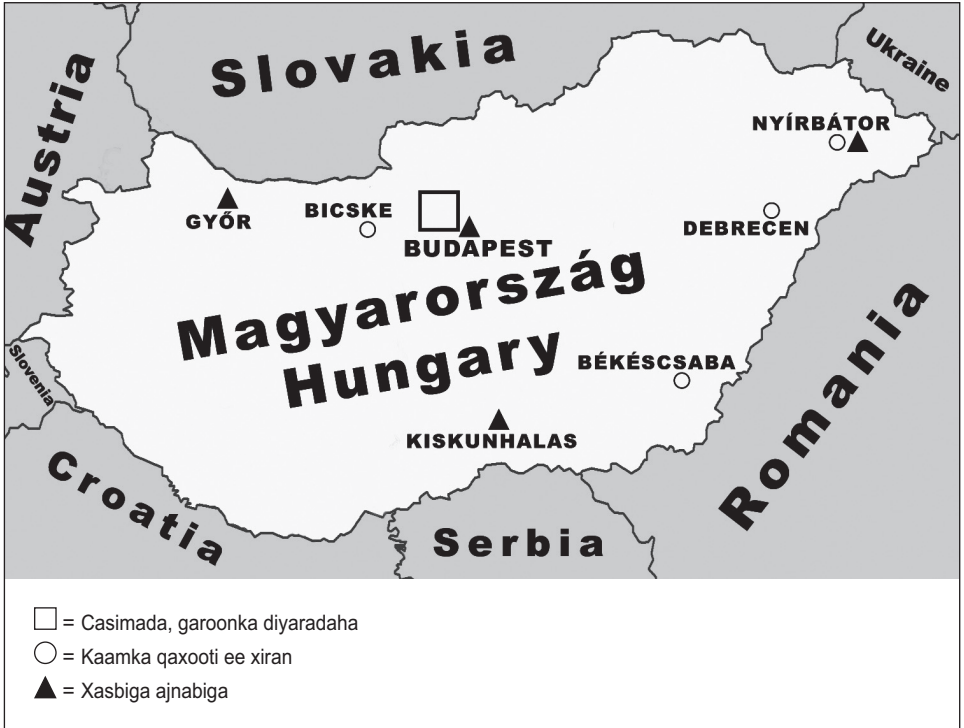 Slovakia
Ukraine
Austria
NYÍRBÁTOR
GYŐR
BICSKE
DEBRECEN
BUDAPEST
Magyarország
Hungary
Slovenia
BÉKÉSCSABA
Romania
KISKUNHALAS
Croatia
Serbia
= Casimada, garoonka diyaradaha
= Kaamka qaxooti ee xiran
= Xasbiga ajnabiga